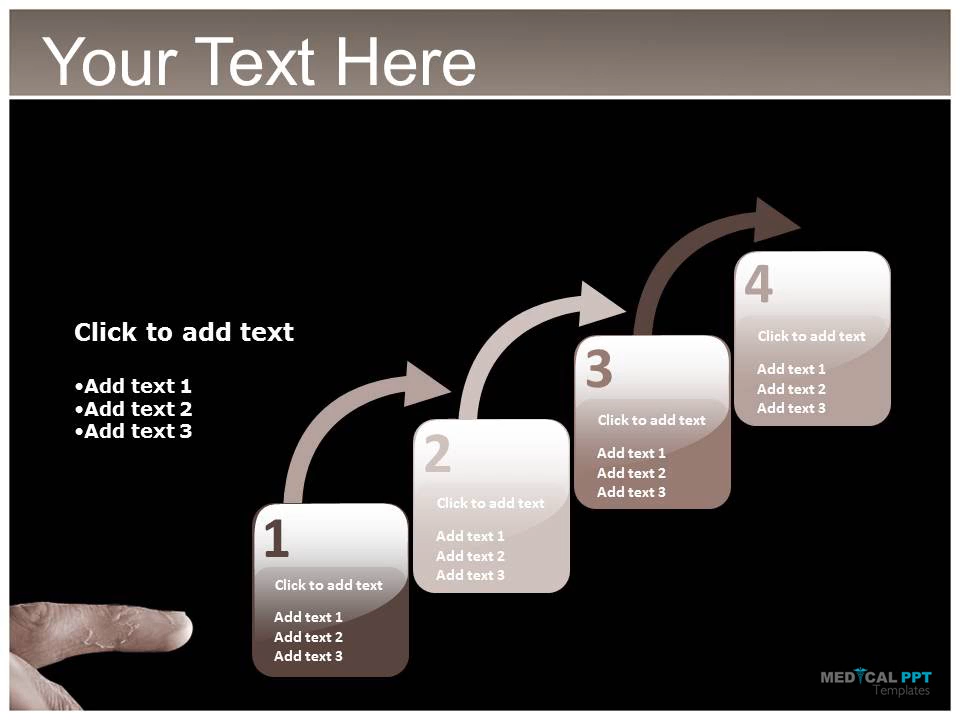 Your Text Here
Click to add text
•Add text 1
•Add text 2
•Add text 3
1
Click to add text
Add text 1
Add text 2
Add text 3
2
Click to add text
Add text 1
Add text 2
Add text 3
3
Click to add text
Add text 1
Add text 2
Add text 3
4
Click to add text
Add text 1
Add text 2
Add text 3
MEDICAL PPT
Templates